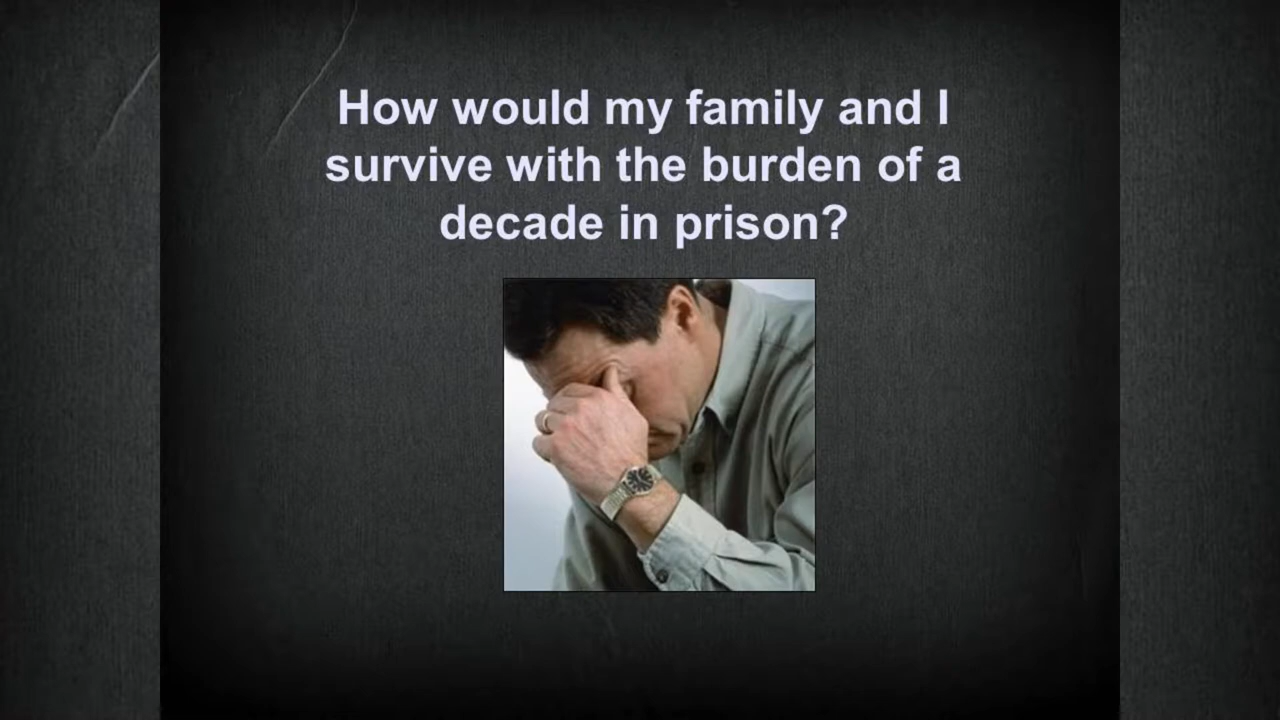 How would my family and I
survive with the burden of a
decade in prison?